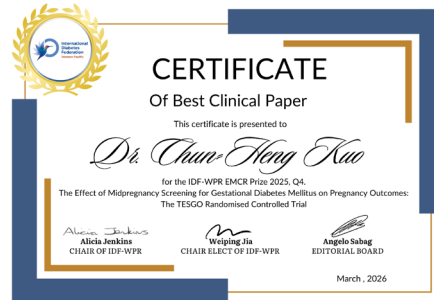 International
Diabetes
Federation
Western Pacific
CERTIFICATE
Of Best Clinical Paper
This certificate is presented to
Dr. Chun-Heng Kuo
for the IDF-WPR EMCR Prize 2025, Q4.
The Effect of Midpregnancy Screening for Gestational Diabetes Mellitus on Pregnancy Outcomes:
The TESGO Randomised Controlled Trial
Alicia Jenkins
Alicia Jenkins Weiping Jia Angelo Sabag
CHAIR OF IDF-WPR CHAIR ELECT OF IDF-WPR EDITORIAL BOARD
March , 2026